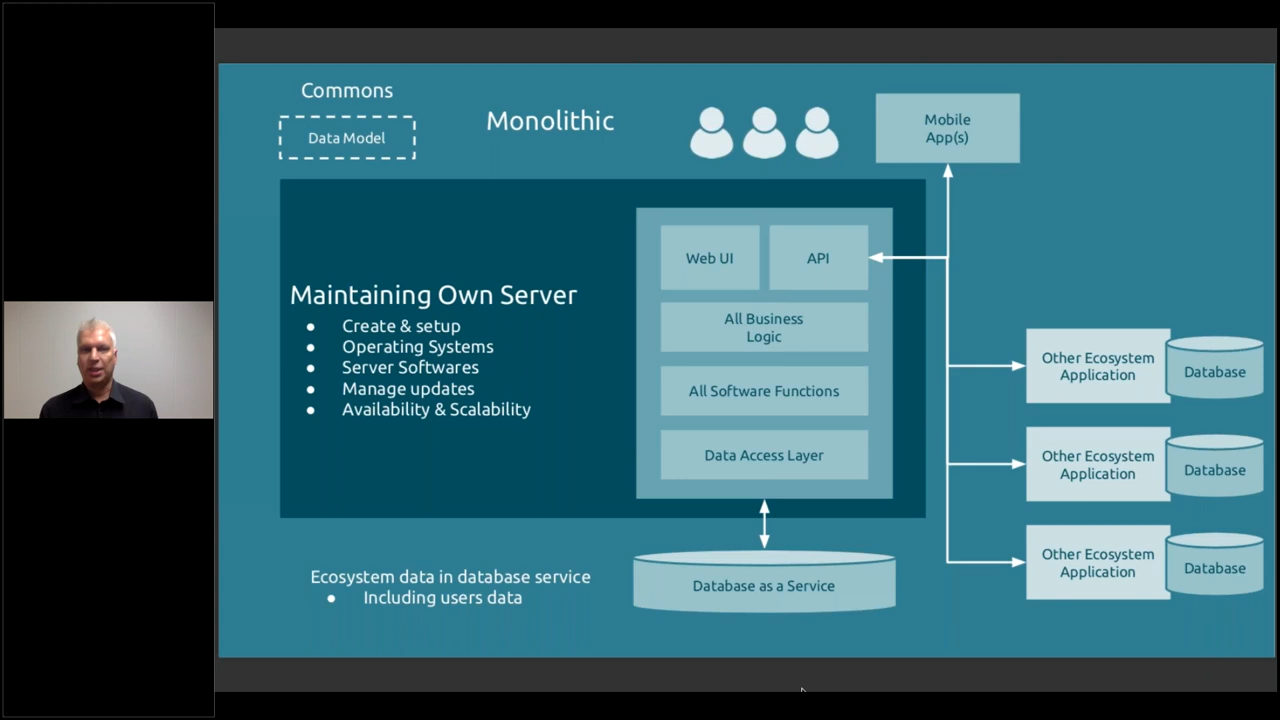 Commons
Data Model
Monolithic
Mobile
App(s)
Maintaining Own Server
● Create & setup
● Operating Systems
● Server Softwares
● Manage updates
● Availability & Scalability
Web UI
API
All Business
Logic
All Software Functions
Data Access Layer
Other Ecosystem
Application
Database
Other Ecosystem
Application
Database
Other Ecosystem
Application
Database
Ecosystem data in database service
● Including users data
Database as a Service